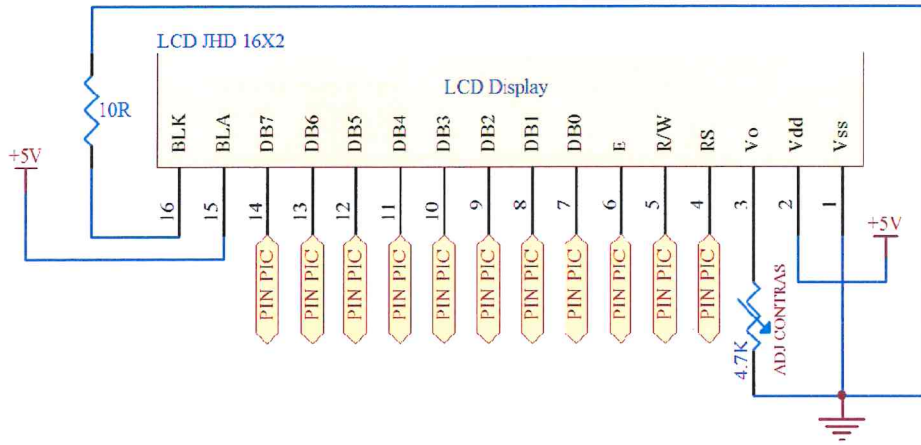 LCD JHD 16X2
LCD Display
10R
+5V
BLK
BLA
DB7
DB6
DB5
DB4
DB3
DB2
DB1
DB0
E
R/W
RS
Vo
Vdd
Vss
16
15
14
13
12
11
10
9
8
7
6
5
4
3
2
1
+5V
PIN PIC
PIN PIC
PIN PIC
PIN PIC
PIN PIC
PIN PIC
PIN PIC
PIN PIC
PIN PIC
PIN PIC
PIN PIC
4.7K
ADJ CONTRAS